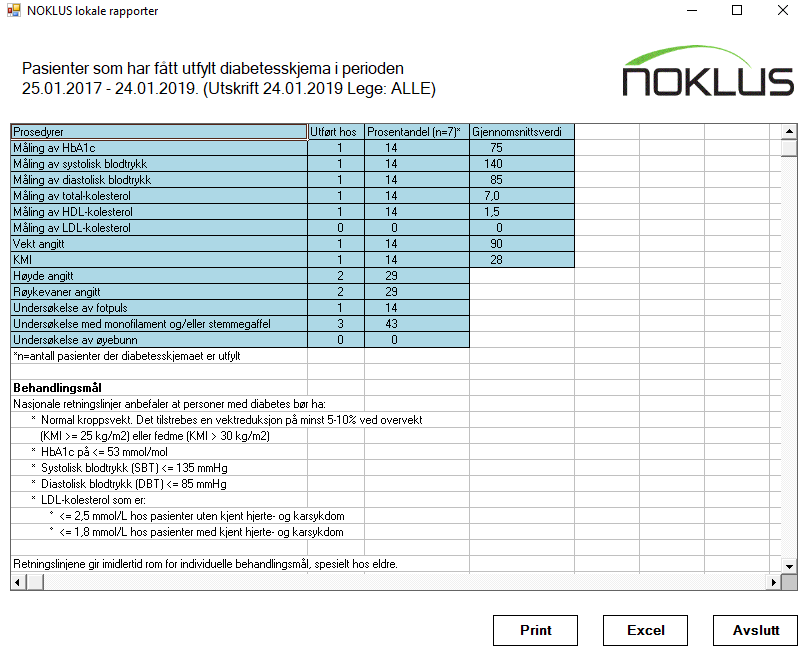 NOKLUS lokale rapporter
Pasienter som har fått utfylt diabetesskjema i perioden
25.01.2017 - 24.01.2019. (Utskrift 24.01.2019 Lege: ALLE)
NOKLUS
Prosedyrer Utført hos Prosentandel (n=7)* Gjennomsnittsverdi
Måling av HbA1c 1 14 75
Måling av systolisk blodtrykk 1 14 140
Måling av diastolisk blodtrykk 1 14 85
Måling av total-kolesterol 1 14 7,0
Måling av HDL-kolesterol 1 14 1,5
Måling av LDL-kolesterol 0 0 0
Vekt angitt 1 14 90
KMI 1 14 28
Høyde angitt 2 29
Røykevaner angitt 2 29
Undersøkelse av fotpuls 1 14
Undersøkelse med monofilament og/eller stemmegaffel 3 43
Undersøkelse av øyebunn 0 0
*n=antall pasienter der diabetesskjemaet er utfylt
Behandlingsmål
Nasjonale retningslinjer anbefaler at personer med diabetes bør ha:
* Normal kroppsvekt. Det tilstrebes en vektreduksjon på minst 5-10% ved overvekt
(KMI >= 25 kg/m2) eller fedme (KMI > 30 kg/m2)
* HbA1c på <= 53 mmol/mol
* Systolisk blodtrykk (SBT) <= 135 mmHg
* Diastolisk blodtrykk (DBT) <= 85 mmHg
* LDL-kolesterol som er:
* <= 2,5 mmol/L hos pasienter uten kjent hjerte- og karsykdom
* <= 1,8 mmol/L hos pasienter med kjent hjerte- og karsykdom
Retningslinjene gir imidlertid rom for individuelle behandlingsmål, spesielt hos eldre.
Print Excel Avslutt